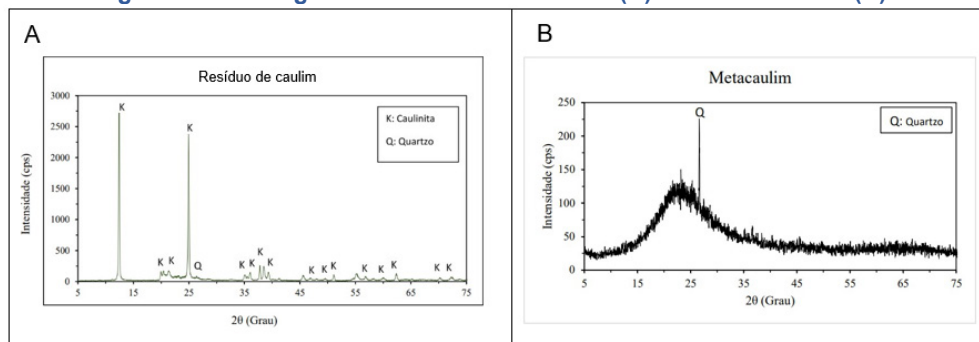 A
Resíduo de caulim
K: Caulinita
Q: Quartzo
Intensidade (cps)
3000
2500
2000
1500
1000
500
0
K
K
K
K
Q
K
K
K
K
K
K
K
K
K
K
K
K
5
15
25
35
45
55
65
75
2θ (Grau)
B
Metacaulim
Q: Quartzo
Intensidade (cps)
250
200
150
100
50
0
Q
5
15
25
35
45
55
65
75
2θ (Grau)